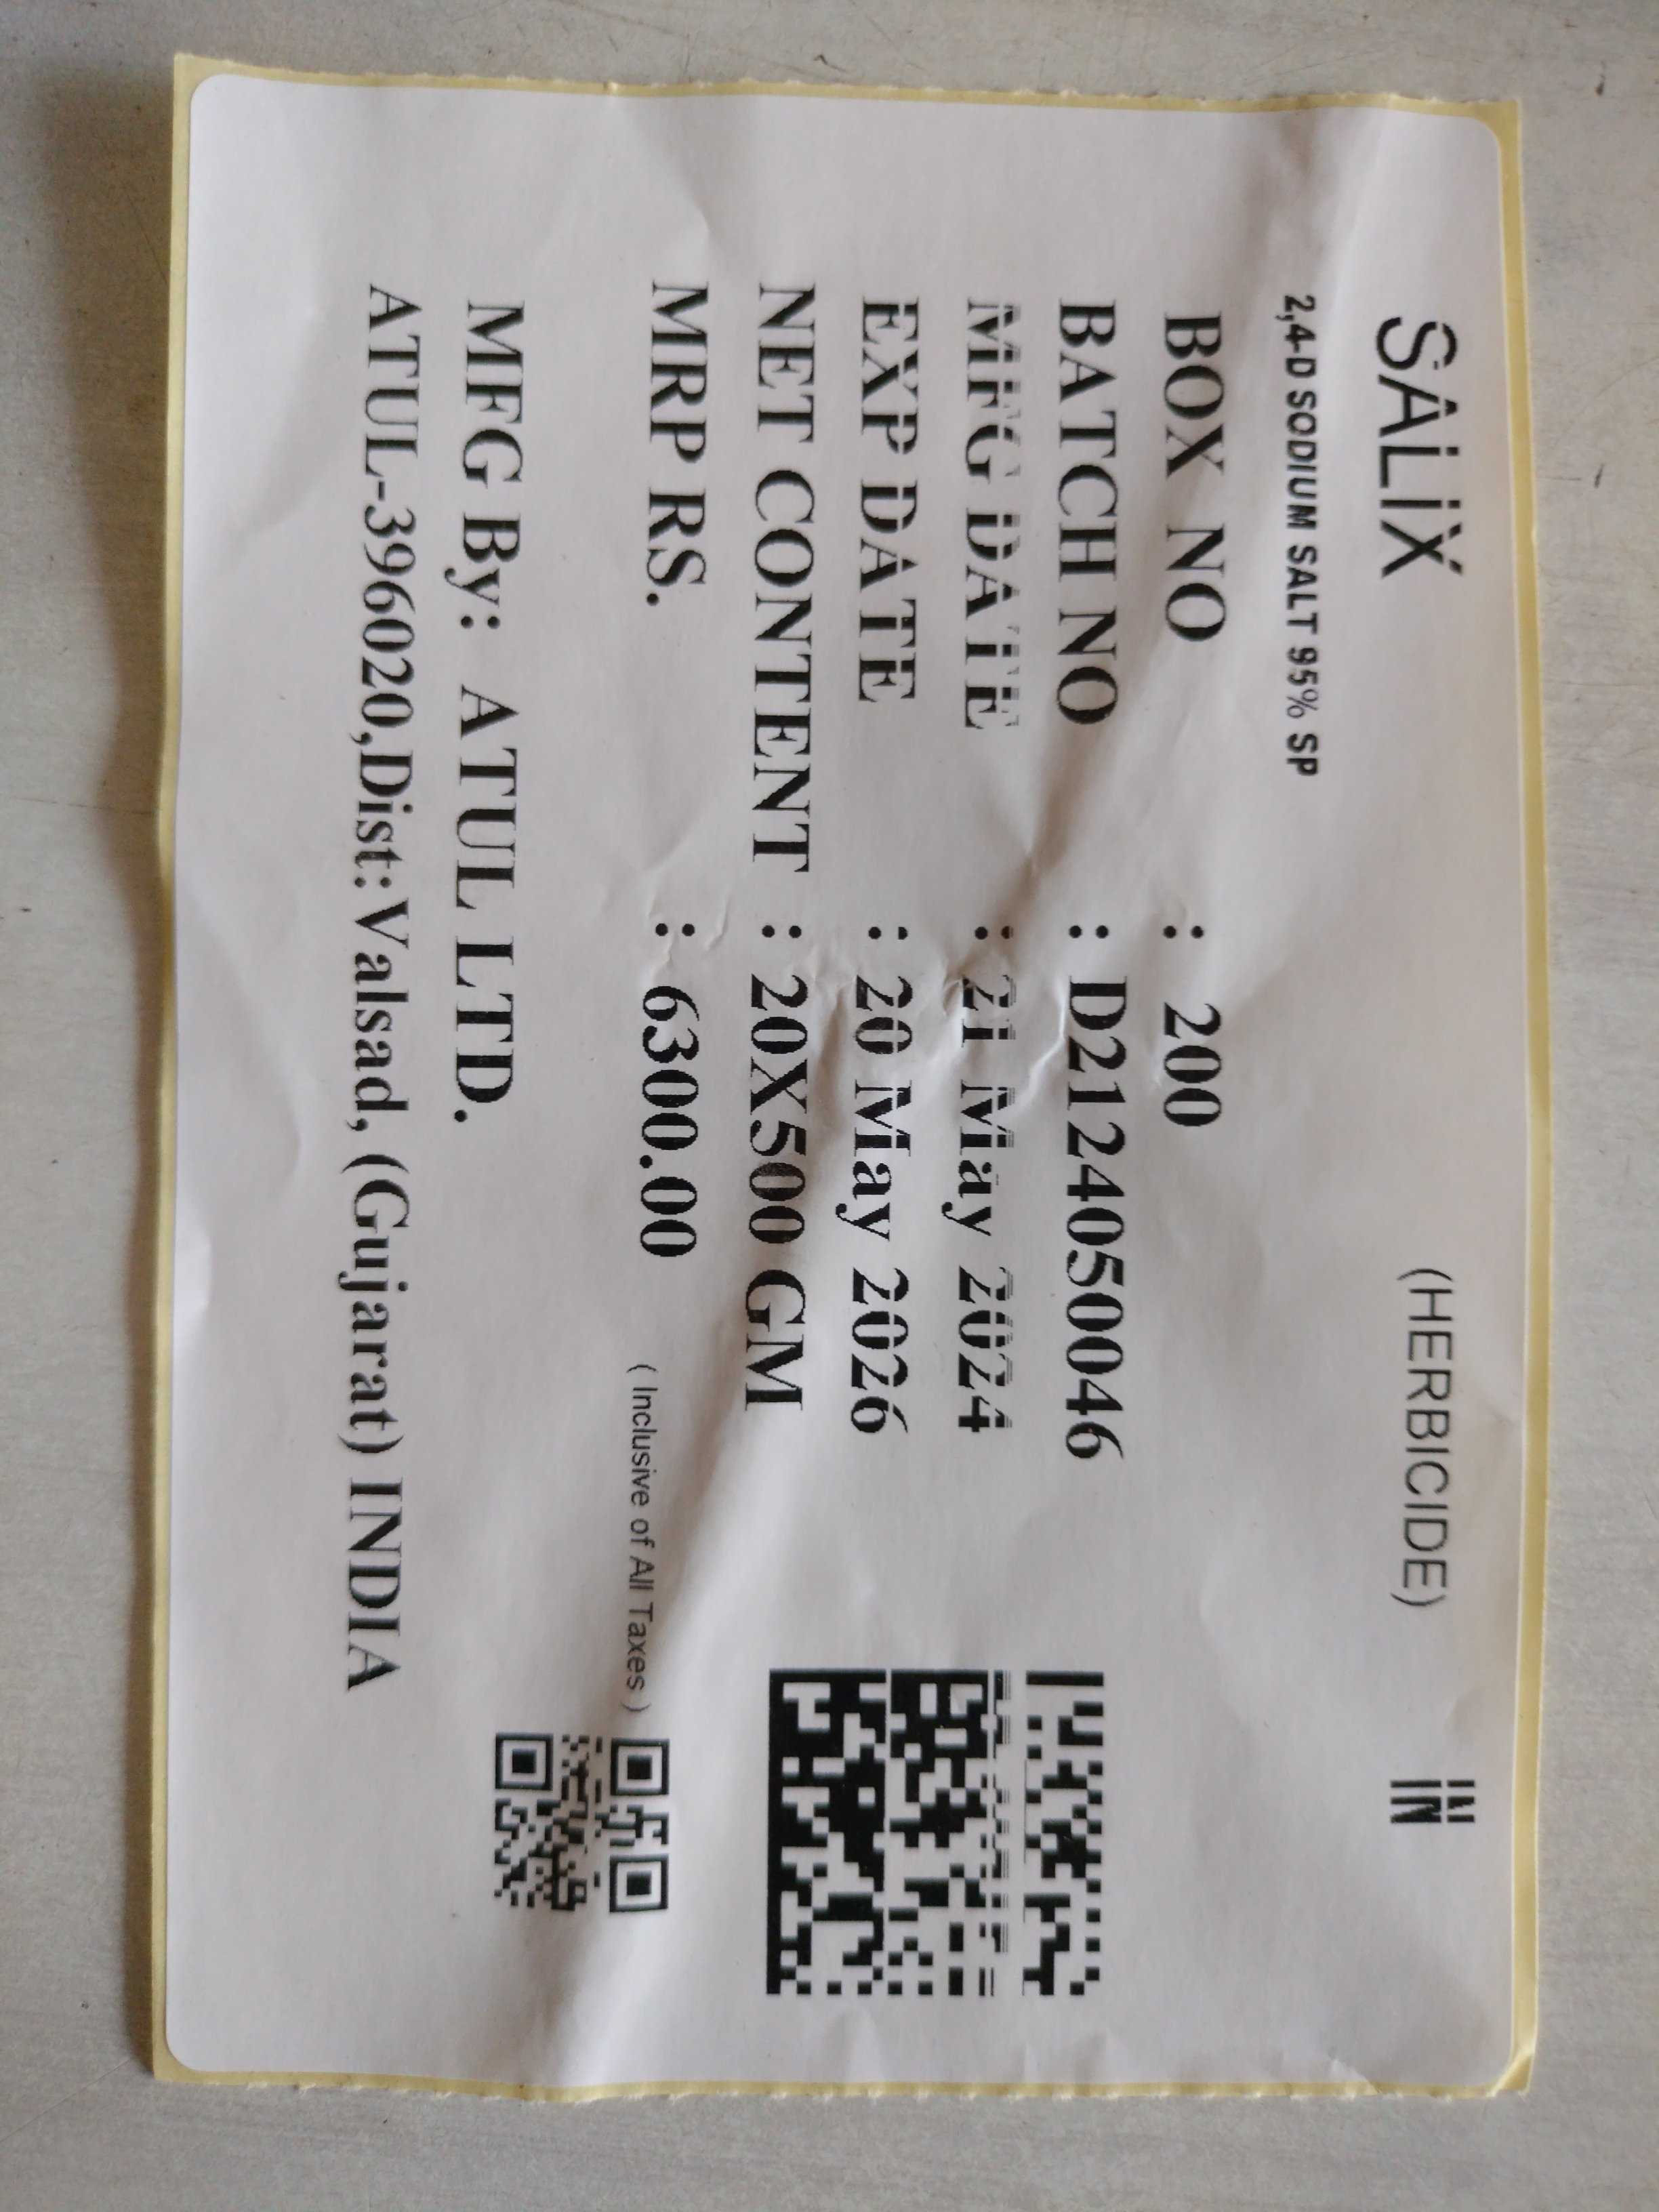 SALIX (HERBICIDE) IN
2,4-D SODIUM SALT 95% SP
BOX NO : 200
BATCH NO : D2124050046
MFG DATE : 21 May 2024
EXP DATE : 20 May 2026
NET CONTENT : 20X500 GM
MRP RS. : 6300.00 ( Inclusive of All Taxes )
MFG By: ATUL LTD.
ATUL-396020,Dist:Valsad, (Gujarat) INDIA